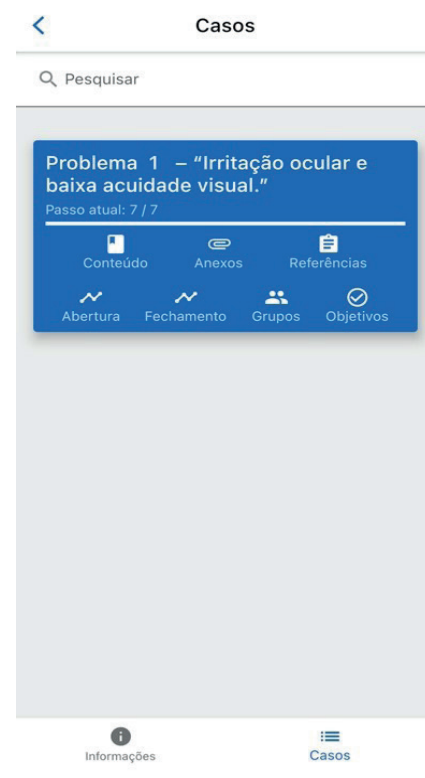 Casos
Pesquisar
Problema 1 – “Irritação ocular e
baixa acuidade visual.”
Passo atual: 7 / 7
Conteúdo Anexos Referências
Abertura Fechamento Grupos Objetivos
Informações Casos